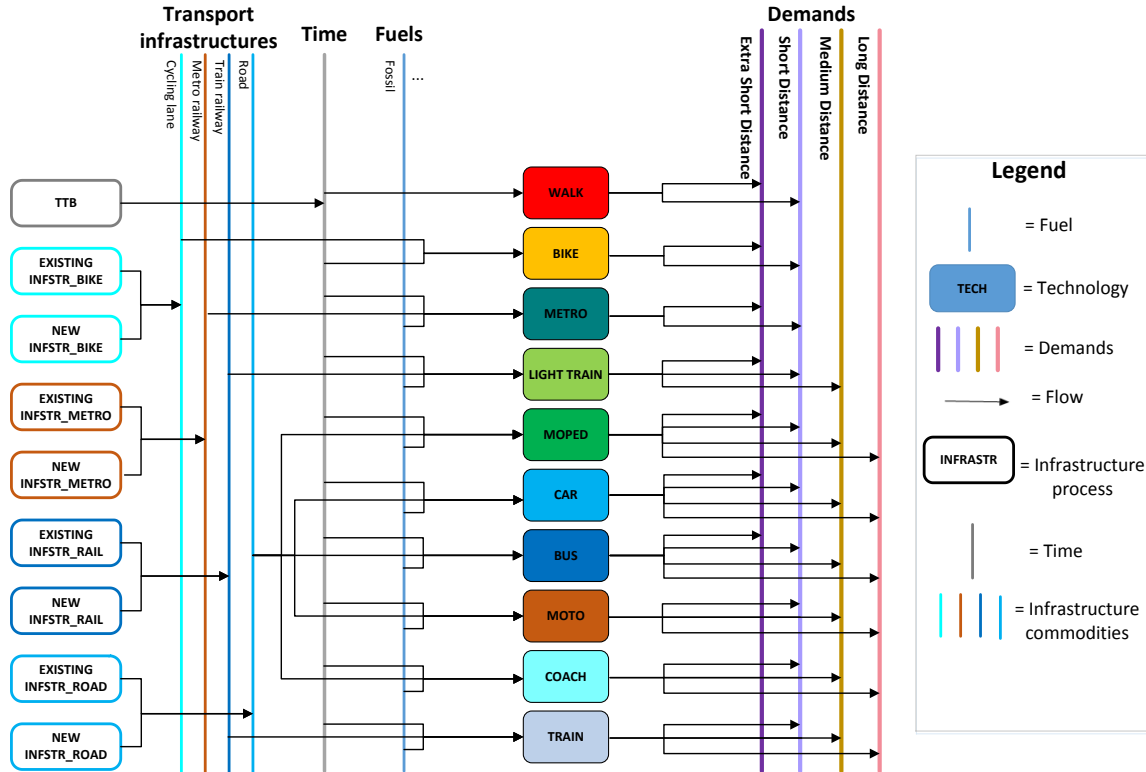 Transport
infrastructures
Time
Fuels
Demands
Cycling lane
Metro railway
Train railway
Road
Fossil
...
Extra Short Distance
Short Distance
Medium Distance
Long Distance
TTB
EXISTING
INFSTR_BIKE
NEW
INFSTR_BIKE
EXISTING
INFSTR_METRO
NEW
INFSTR_METRO
EXISTING
INFSTR_RAIL
NEW
INFSTR_RAIL
EXISTING
INFSTR_ROAD
NEW
INFSTR_ROAD
WALK
BIKE
METRO
LIGHT TRAIN
MOPED
CAR
BUS
MOTO
COACH
TRAIN
Legend
= Fuel
TECH
= Technology
= Demands
= Flow
INFRASTR
= Infrastructure
process
= Time
= Infrastructure
commodities